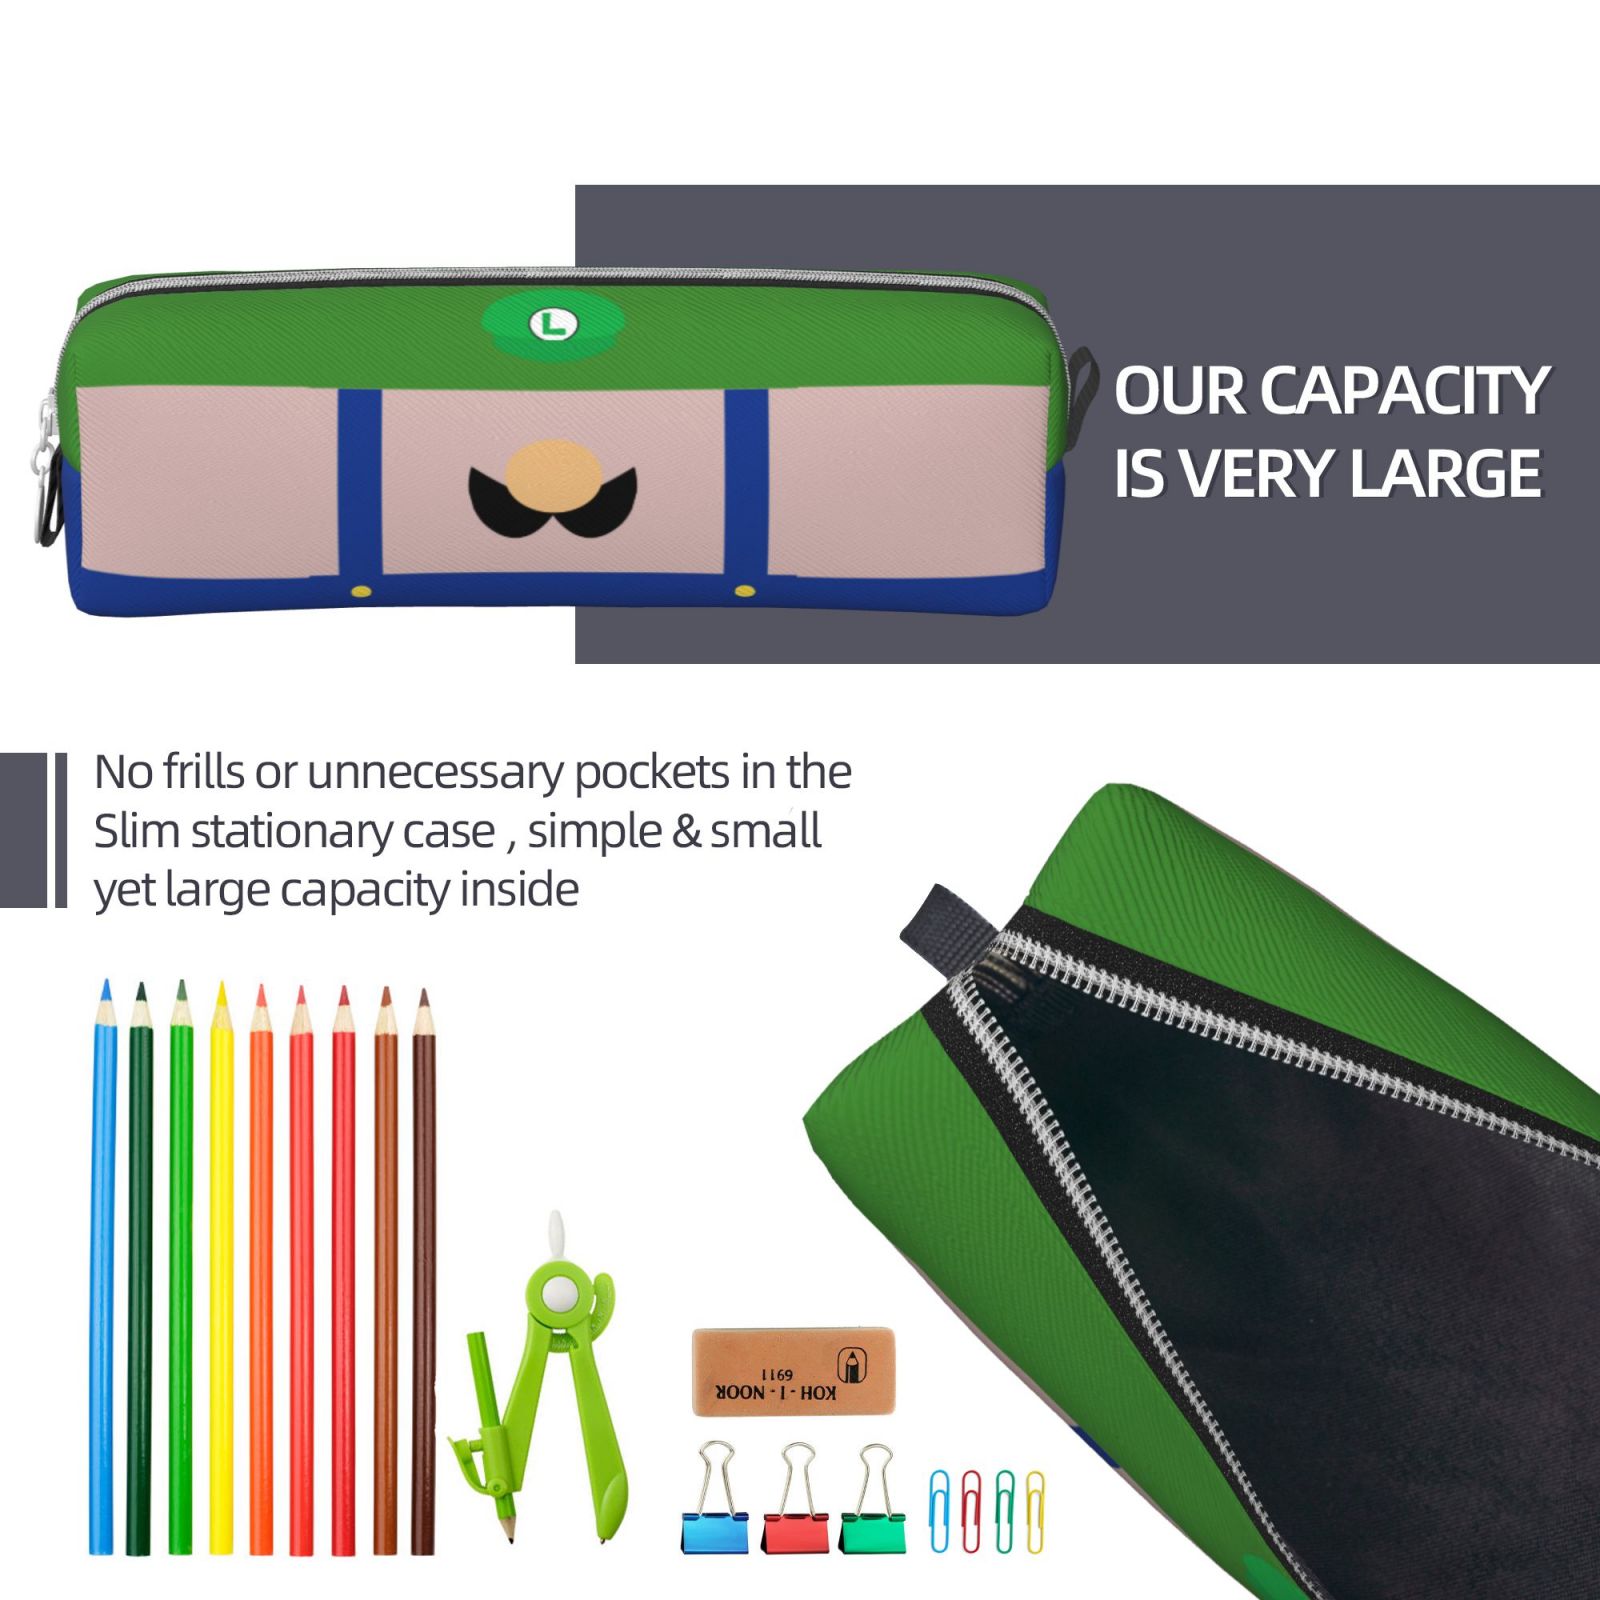 L
OUR CAPACITY
IS VERY LARGE
No frills or unnecessary pockets in the
Slim stationary case , simple & small
yet large capacity inside
KOH - I - NOOR
6911